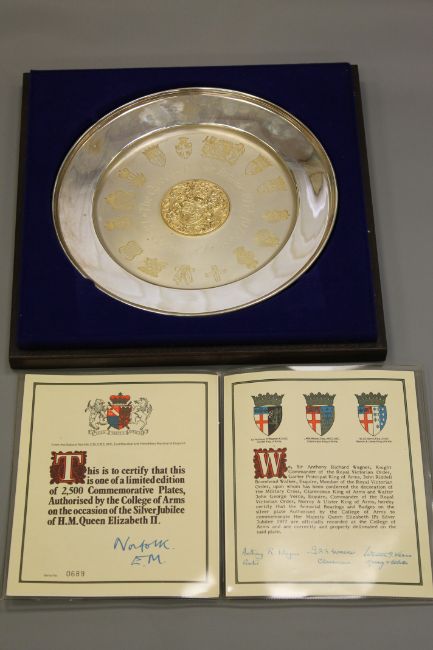 This is to certify that this
is one of a limited edition
of 2,500 Commemorative Plates,
Authorised by the College of Arms
on the occasion of the Silver Jubilee
of H.M. Queen Elizabeth II.
Norfolk
E.M.
0689
We, Sir Anthony Richard Wagner, Knight
Commander of the Royal Victorian Order,
Garter Principal King of Arms, John Riddell
Bromhead Walker, Esquire, Member of the Royal Victorian
Order, upon whom has been conferred the decoration of
the Military Cross, Clarenceux King of Arms and Walter
John George Verco, Esquire, Commander of the Royal
Victorian Order, Norroy & Ulster King of Arms, hereby
certify that the Armorial Bearings and Badges on the
silver plate Authorised by the College of Arms to
commemorate Her Majesty Queen Elizabeth II's Silver
Jubilee 1977 are officially recorded at the College of
Arms and are correctly and properly delineated on the
said plate.
Garter
Clarenceux